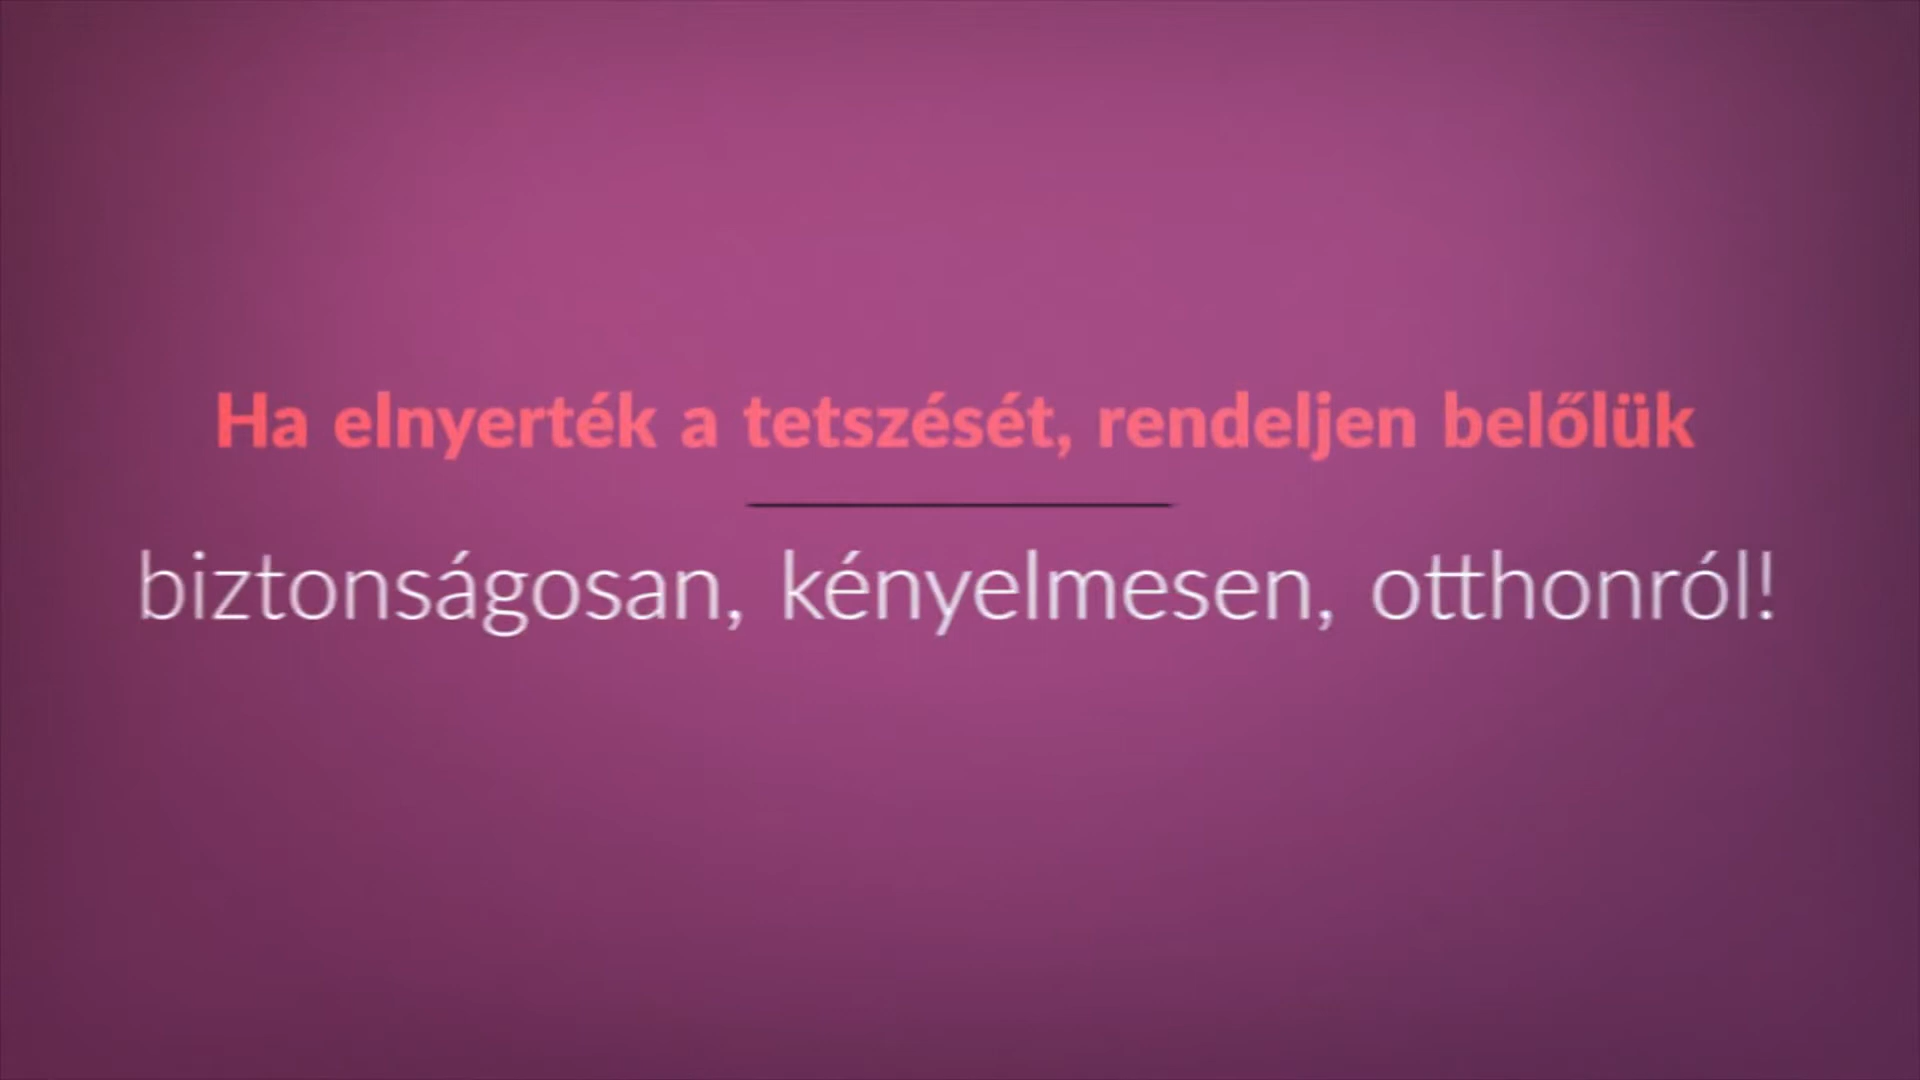 Ha elnyerték a tetszését, rendeljen belőlük
biztonságosan, kényelmesen, otthonról!